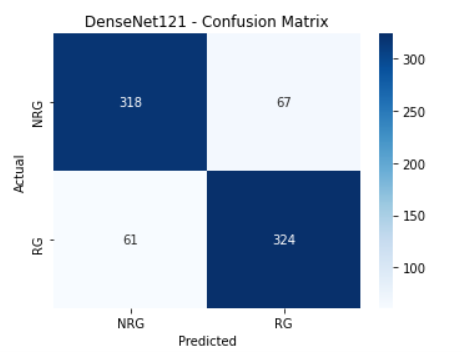 DenseNet121 - Confusion Matrix
Actual
NRG
318
67
RG
61
324
NRG
RG
Predicted
300
250
200
150
100